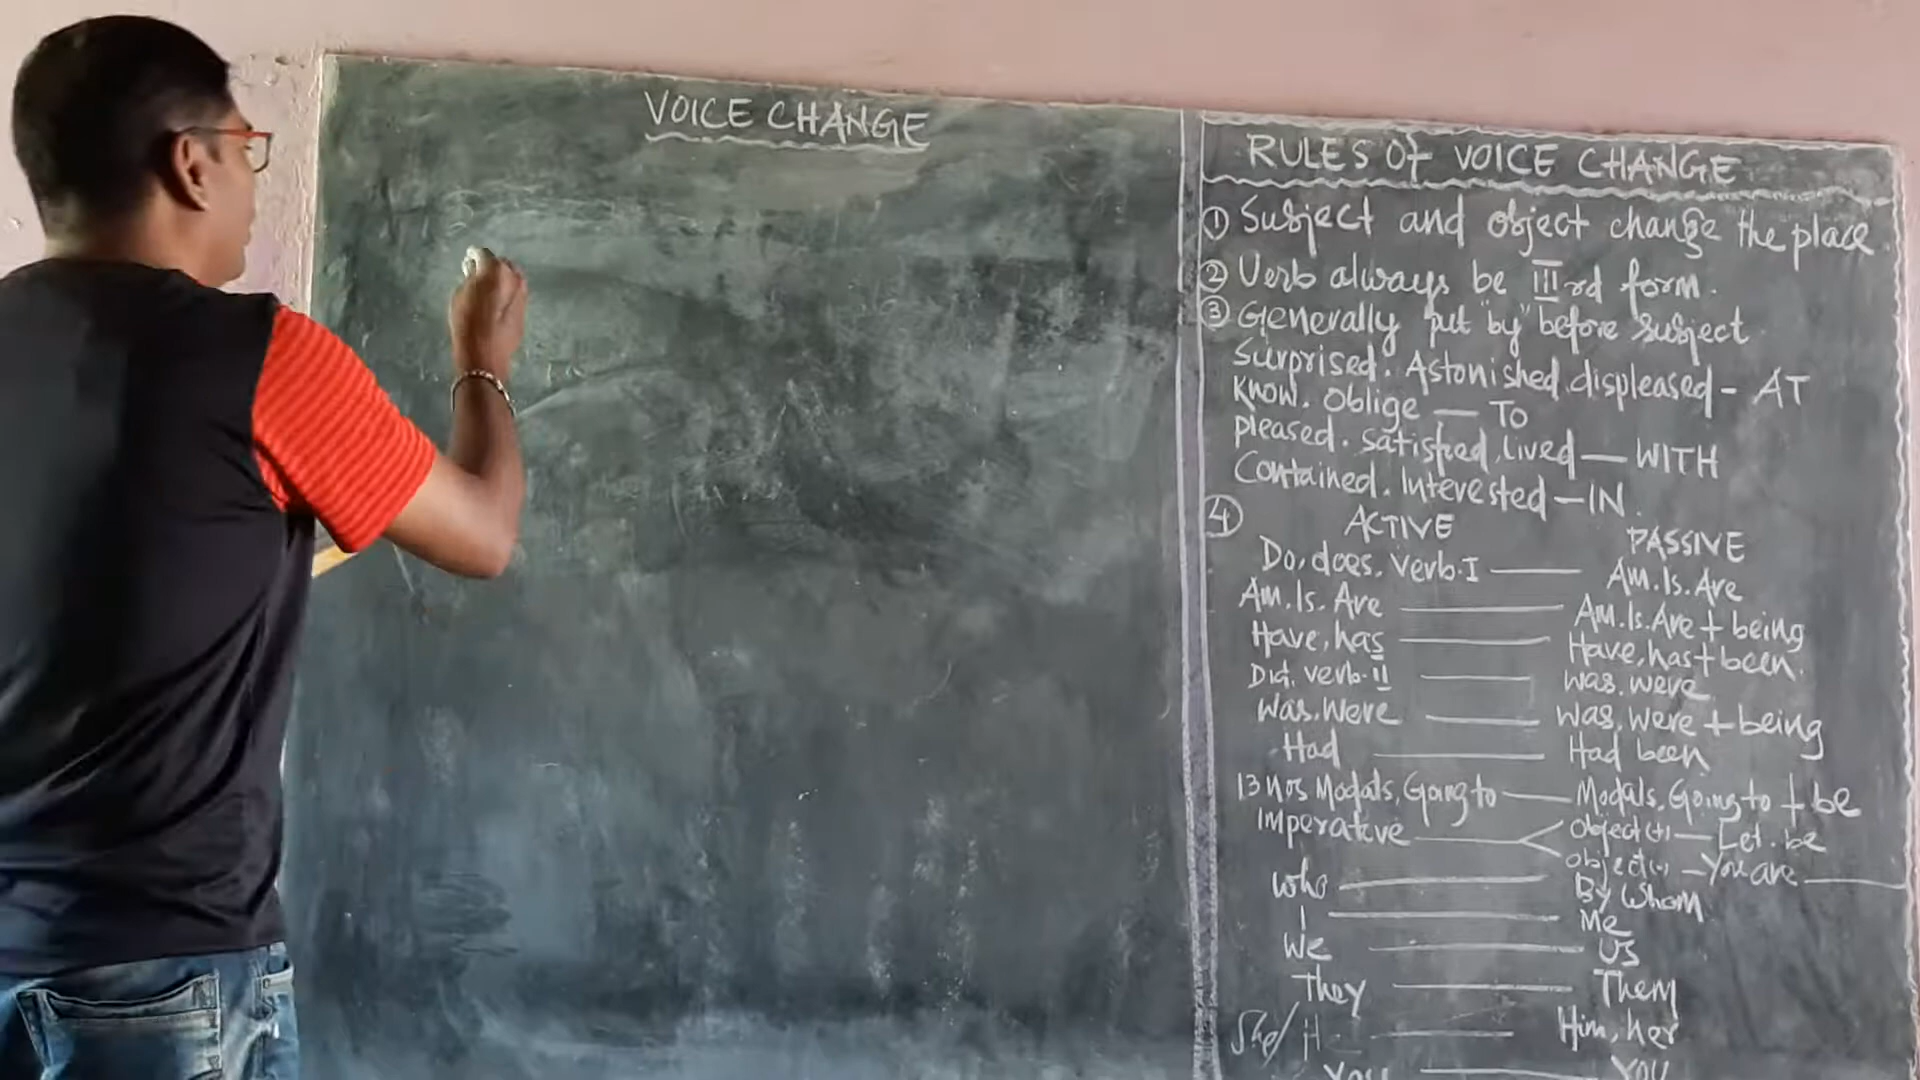 VOICE CHANGE
RULES Of VOICE CHANGE
① Subject and object change the place.
② Verb always be IIIrd form.
③ Generally put "by" before subject
Surprised. Astonished, displeased - AT
Know. Oblige — TO
pleased. satisfied, lived — WITH
Contained. Interested — IN.
④ ACTIVE PASSIVE
Do, does, Verb.I —— Am. Is. Are
Am. Is. Are —— Am. Is. Are + being
Have, has —— Have, has + been.
Did. verb.II —— was. were
Was. Were —— was. were + being
Had —— Had been
13 nos Modals, Going to —— Modals, Going to + be
Imperative —— object(+) — Let. be
object(-) — You are ——
Who —— By Whom
I —— Me
We —— Us
They —— Them
She/ H —— Him, her
You —— You